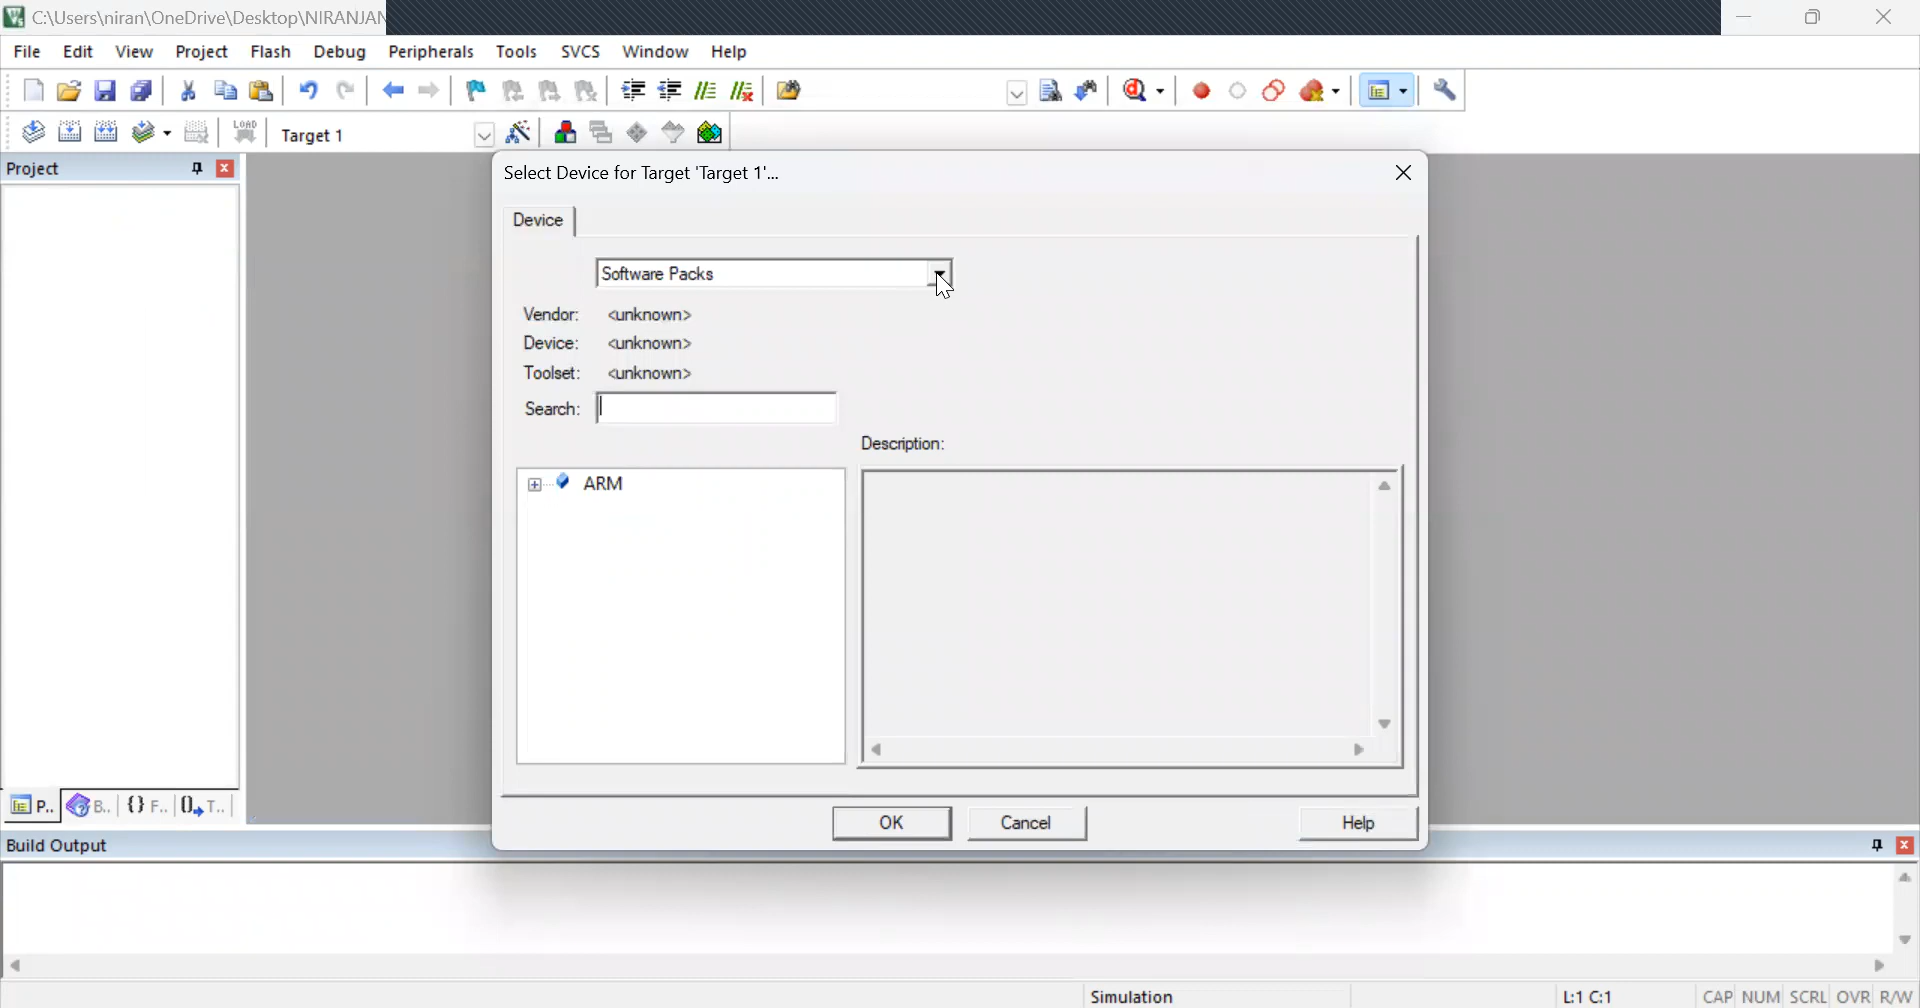 C:\Users\niran\OneDrive\Desktop\NIRANJAN
File Edit View Project Flash Debug Peripherals Tools SVCS Window Help
LOAD Target 1
Project
Select Device for Target 'Target 1'...
Device
Software Packs
Vendor: <unknown>
Device: <unknown>
Toolset: <unknown>
Search:
Description:
ARM
OK Cancel Help
P.. B.. {} F.. T..
Build Output
Simulation L:1 C:1 CAP NUM SCRL OVR R/W